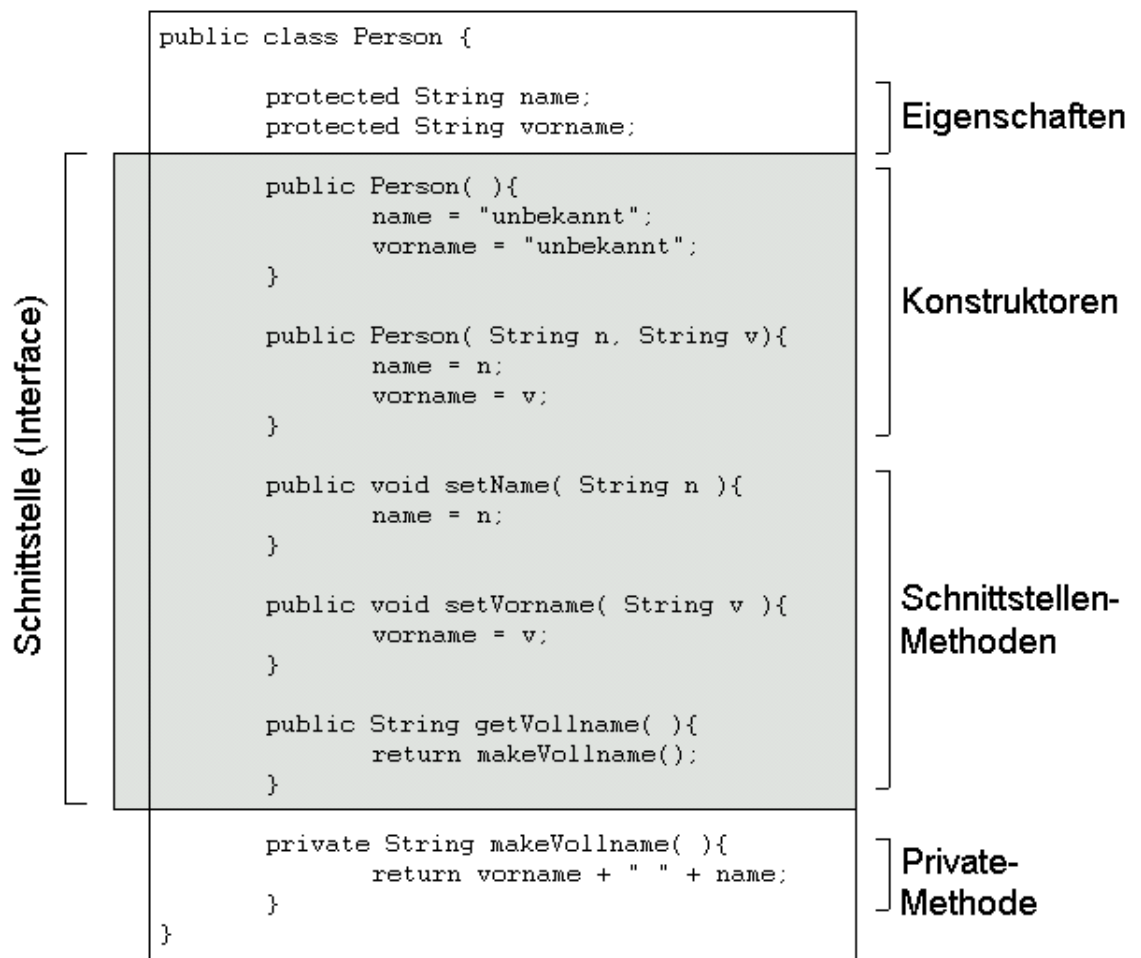 public class Person {
protected String name;
protected String vorname;
Eigenschaften
public Person( ){
name = "unbekannt";
vorname = "unbekannt";
}
public Person( String n, String v){
name = n;
vorname = v;
}
Konstruktoren
public void setName( String n ){
name = n;
}
public void setVorname( String v ){
vorname = v;
}
public String getVollname( ){
return makeVollname();
}
Schnittstellen-
Methoden
Schnittstelle (Interface)
private String makeVollname( ){
return vorname + " " + name;
}
}
Private-
Methode